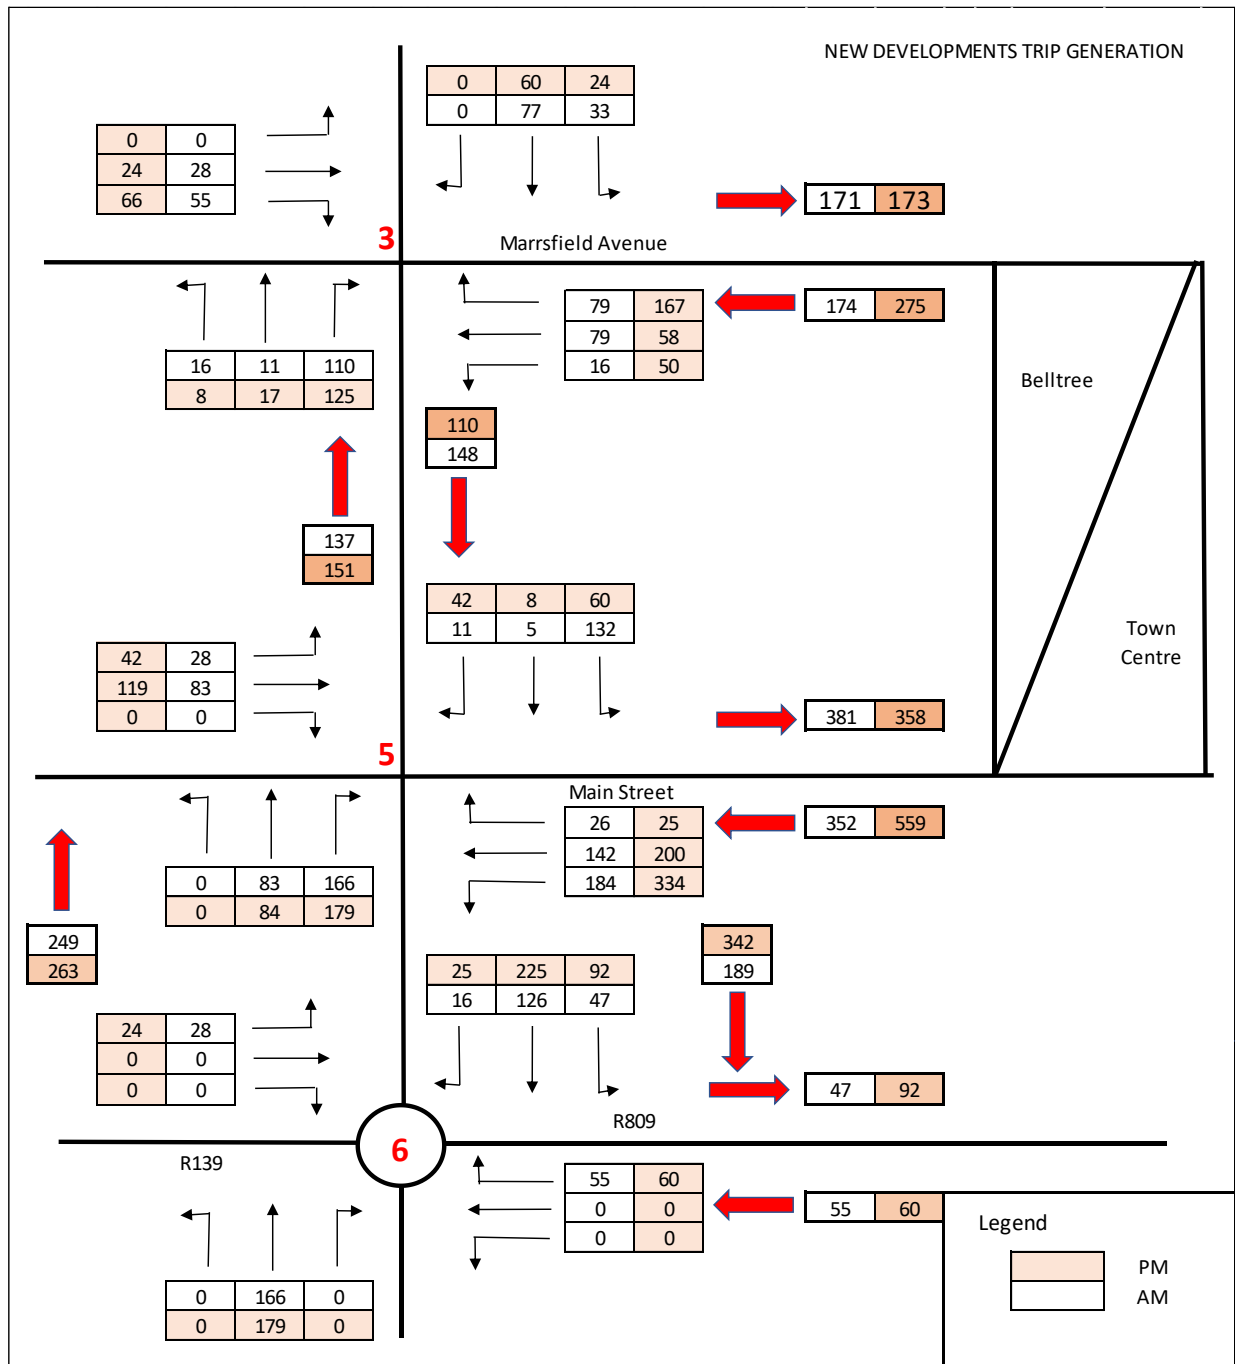 NEW DEVELOPMENTS TRIP GENERATION
0 60 24
0 77 33
0 0
24 28
66 55
171 173
3
Marrsfield Avenue
79 167
79 58
16 50
174 275
16 11 110
8 17 125
Belltree
110
148
137
151
42 8 60
11 5 132
Town
Centre
42 28
119 83
0 0
381 358
5
Main Street
26 25
142 200
184 334
352 559
0 83 166
0 84 179
249
263
342
189
25 225 92
16 126 47
24 28
0 0
0 0
47 92
R809
6
R139
55 60
0 0
0 0
55 60
Legend
PM
AM
0 166 0
0 179 0